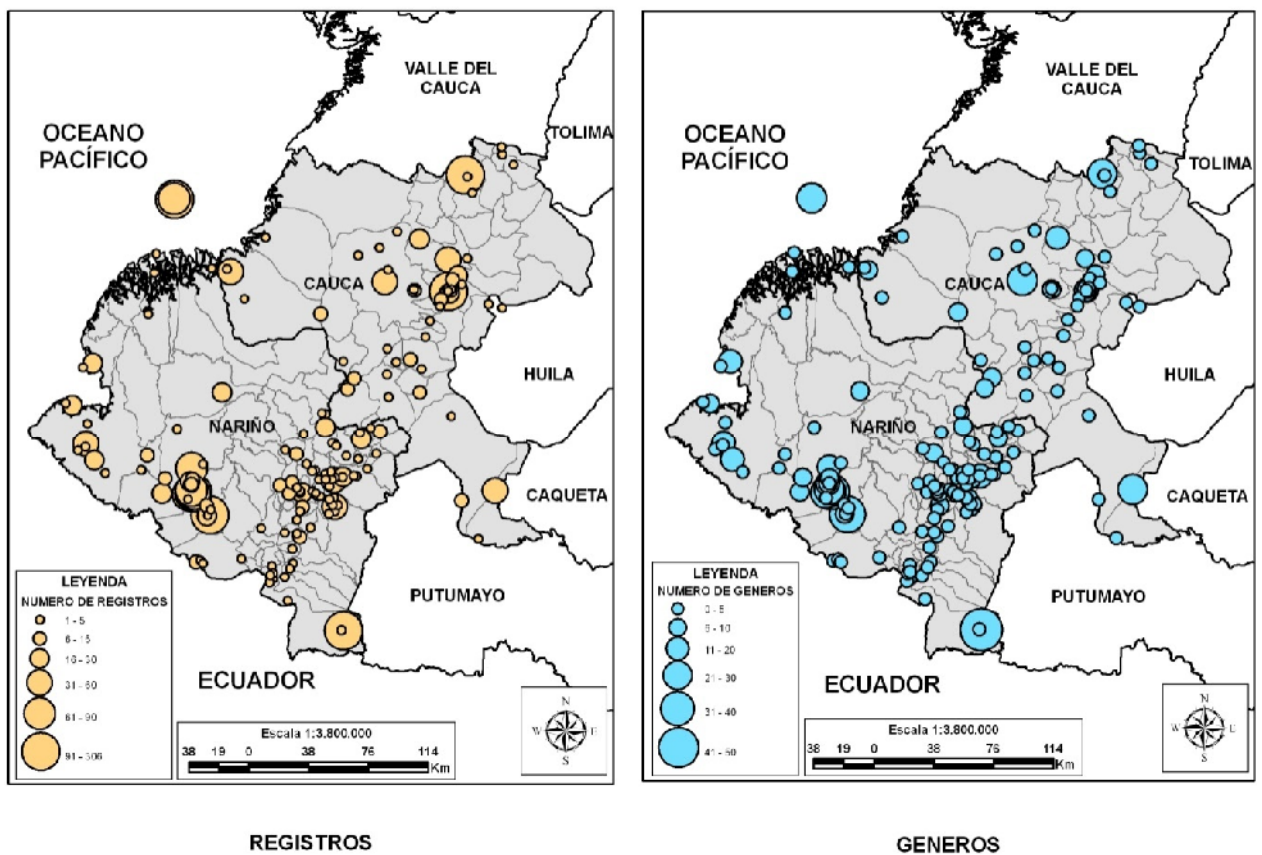 VALLE DEL
CAUCA
OCEANO
PACÍFICO
TOLIMA
CAUCA
HUILA
NARIÑO
CAQUETA
PUTUMAYO
ECUADOR
LEYENDA
NUMERO DE REGISTROS
1 - 5
6 - 15
16 - 30
31 - 60
61 - 90
91 - 306
Escala 1:3.800.000
38 19 0 38 76 114
Km
N
W E
S
REGISTROS
VALLE DEL
CAUCA
OCEANO
PACÍFICO
TOLIMA
CAUCA
HUILA
NARIÑO
CAQUETA
PUTUMAYO
ECUADOR
LEYENDA
NUMERO DE GENEROS
0 - 5
6 - 10
11 - 20
21 - 30
31 - 40
41 - 50
Escala 1:3.800.000
38 19 0 38 76 114
Km
N
W E
S
GENEROS